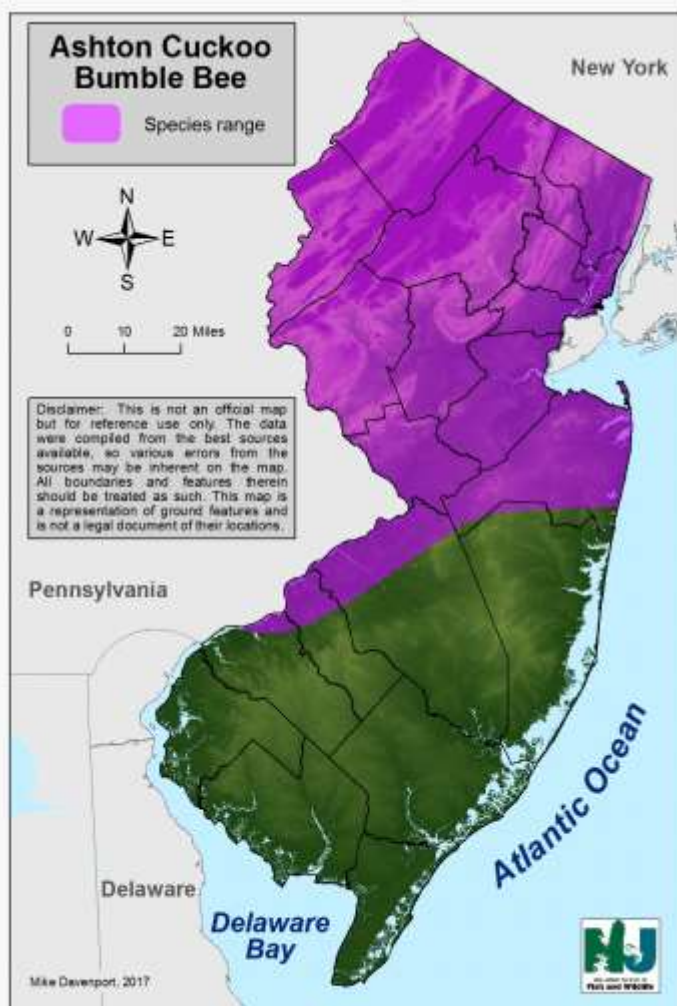 Ashton Cuckoo
Bumble Bee
Species range
New York
N
W E
S
0 10 20 Miles
Disclaimer: This is not an official map
but for reference use only. The data
were compiled from the best sources
available, so various errors from the
sources may be inherent on the map.
All boundaries and features therein
should be treated as such. This map is
a representation of ground features and
is not a legal document of their locations.
Pennsylvania
Atlantic Ocean
Delaware
Delaware
Bay
Mike Davenport, 2017
NJ
Fish and Wildlife